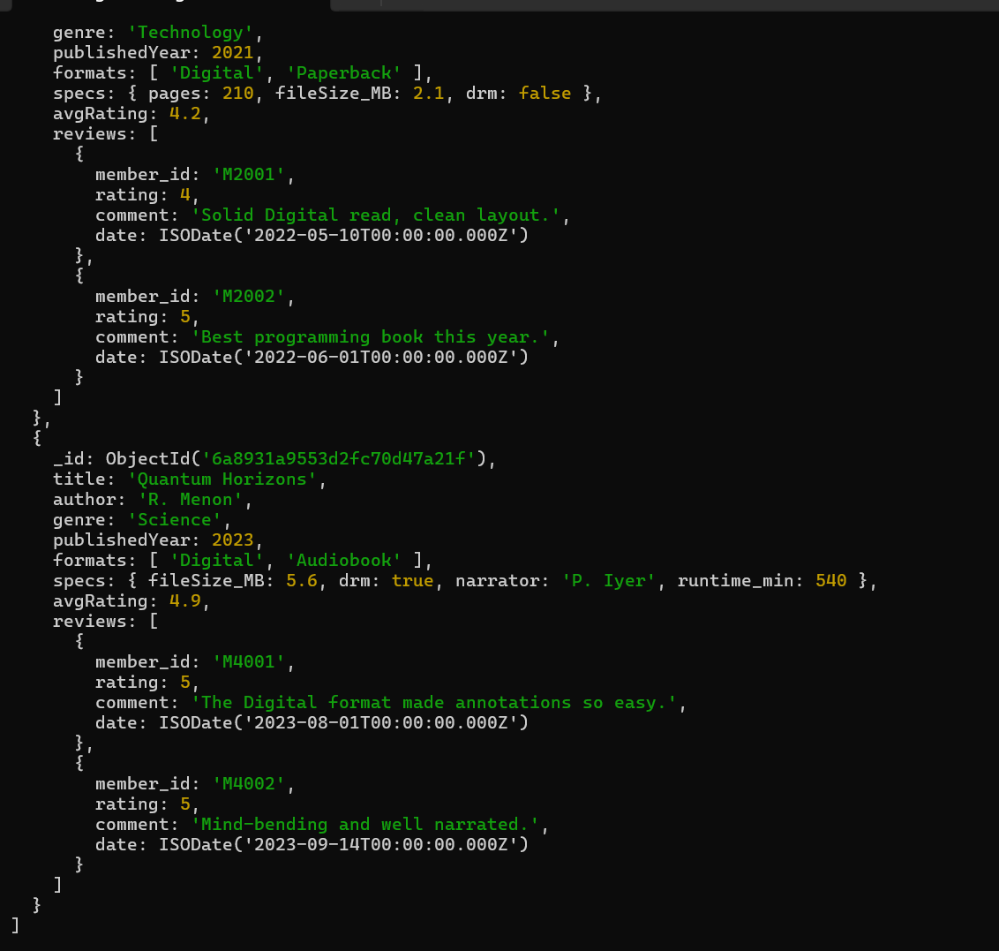 genre: 'Technology',
publishedYear: 2021,
formats: [ 'Digital', 'Paperback' ],
specs: { pages: 210, fileSize_MB: 2.1, drm: false },
avgRating: 4.2,
reviews: [
{
member_id: 'M2001',
rating: 4,
comment: 'Solid Digital read, clean layout.',
date: ISODate('2022-05-10T00:00:00.000Z')
},
{
member_id: 'M2002',
rating: 5,
comment: 'Best programming book this year.',
date: ISODate('2022-06-01T00:00:00.000Z')
}
]
},
{
_id: ObjectId('6a8931a9553d2fc70d47a21f'),
title: 'Quantum Horizons',
author: 'R. Menon',
genre: 'Science',
publishedYear: 2023,
formats: [ 'Digital', 'Audiobook' ],
specs: { fileSize_MB: 5.6, drm: true, narrator: 'P. Iyer', runtime_min: 540 },
avgRating: 4.9,
reviews: [
{
member_id: 'M4001',
rating: 5,
comment: 'The Digital format made annotations so easy.',
date: ISODate('2023-08-01T00:00:00.000Z')
},
{
member_id: 'M4002',
rating: 5,
comment: 'Mind-bending and well narrated.',
date: ISODate('2023-09-14T00:00:00.000Z')
}
]
}
]